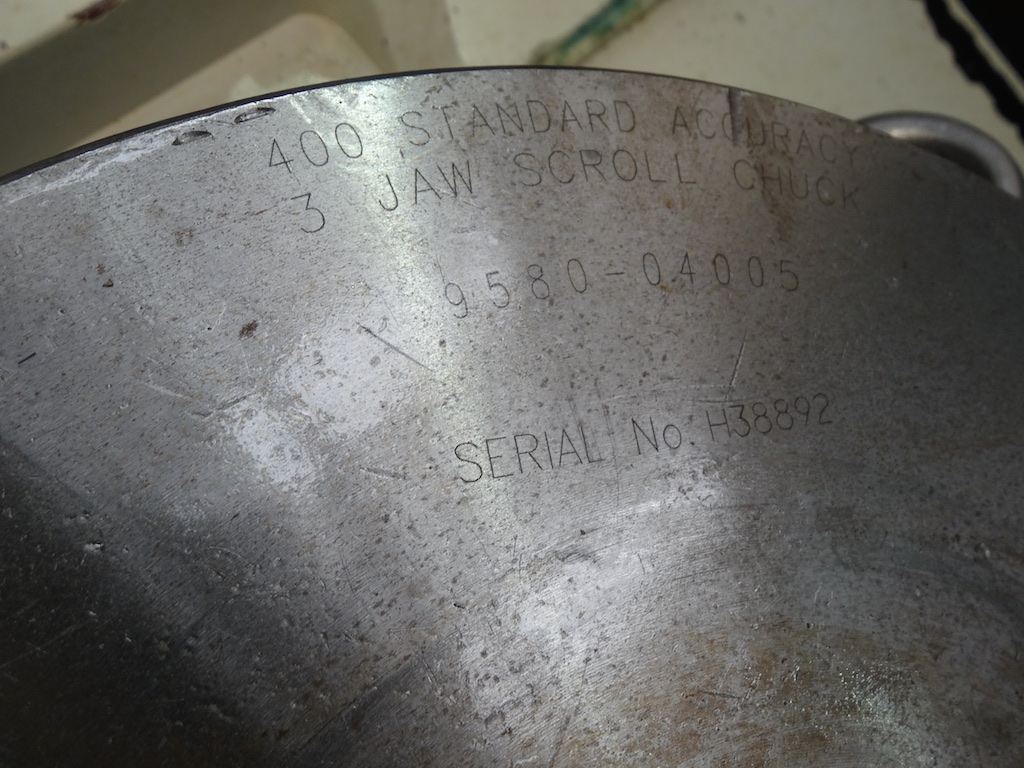 400 STANDARD ACCURACY
3 JAW SCROLL CHUCK
9580-04005
SERIAL No. H38892